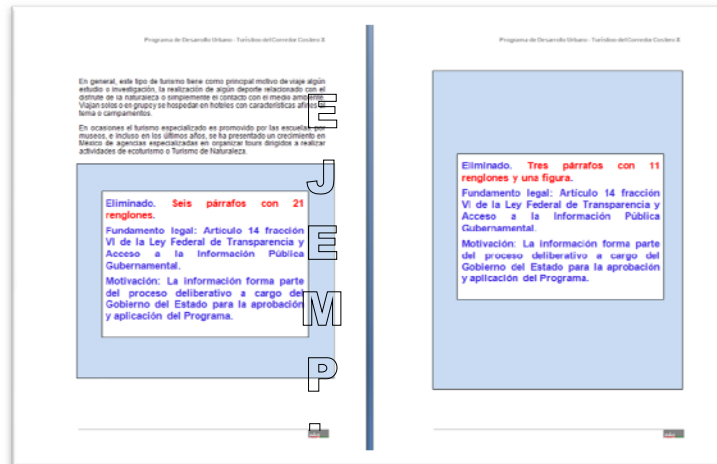 Programa de Desarrollo Urbano - Turístico del Corredor Costero II
En general, este tipo de turismo tiene como principal motivo de viaje algún
estudio o investigación, la realización de algún deporte relacionado con el
disfrute de la naturaleza o simplemente el contacto con el medio ambiente.
Viajan solos o en grupo y se hospedan en hoteles con características afines al
tema o campamentos.
En ocasiones el turismo especializado es promovido por las escuelas, por
museos, e incluso en los últimos años, se ha presentado un crecimiento en
México de agencias especializadas en organizar tours dirigidos a realizar
actividades de ecoturismo o Turismo de Naturaleza.
Eliminado. Seis párrafos con 21
renglones.
Fundamento legal: Artículo 14 fracción
VI de la Ley Federal de Transparencia y
Acceso a la Información Pública
Gubernamental.
Motivación: La información forma parte
del proceso deliberativo a cargo del
Gobierno del Estado para la aprobación
y aplicación del Programa.
E
J
E
M
P
Programa de Desarrollo Urbano - Turístico del Corredor Costero II
Eliminado. Tres párrafos con 11
renglones y una figura.
Fundamento legal: Artículo 14 fracción
VI de la Ley Federal de Transparencia y
Acceso a la Información Pública
Gubernamental.
Motivación: La información forma parte
del proceso deliberativo a cargo del
Gobierno del Estado para la aprobación
y aplicación del Programa.